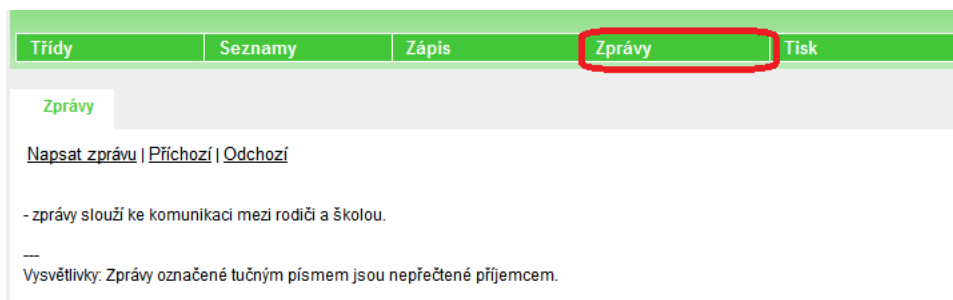 Třídy Seznamy Zápis Zprávy Tisk
Zprávy
Napsat zprávu | Příchozí | Odchozí
- zprávy slouží ke komunikaci mezi rodiči a školou.
---
Vysvětlivky: Zprávy označené tučným písmem jsou nepřečtené příjemcem.